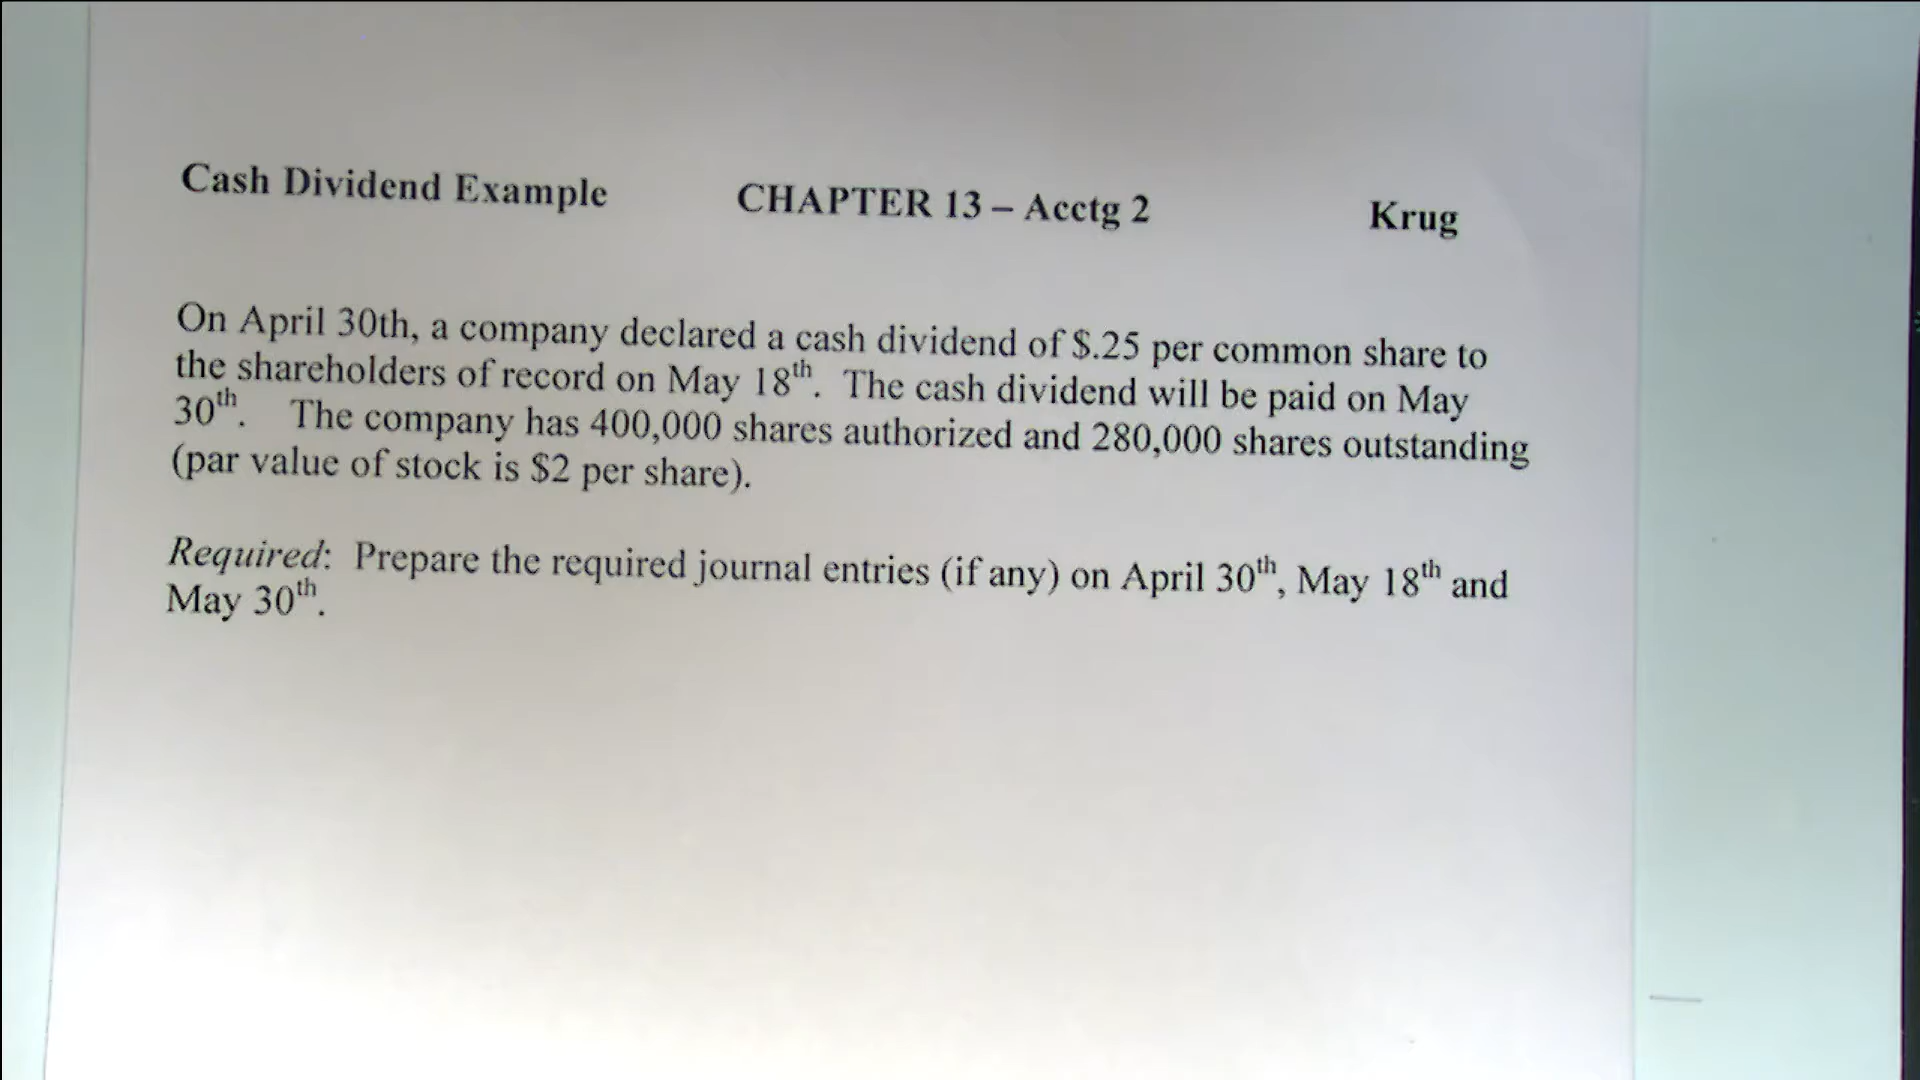 Cash Dividend Example CHAPTER 13 – Acctg 2 Krug
On April 30th, a company declared a cash dividend of $.25 per common share to
the shareholders of record on May 18th. The cash dividend will be paid on May
30th. The company has 400,000 shares authorized and 280,000 shares outstanding
(par value of stock is $2 per share).
Required: Prepare the required journal entries (if any) on April 30th, May 18th and
May 30th.